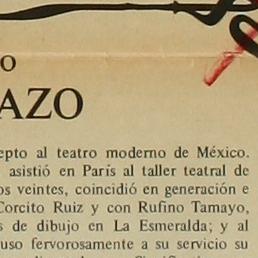 O
AZO
epto al teatro moderno de México.
asistió en París al taller teatral de
os veintes, coincidió en generación e
Corcito Ruiz y con Rufino Tamayo,
s de dibujo en La Esmeralda; y al
uso fervorosamente a su servicio su